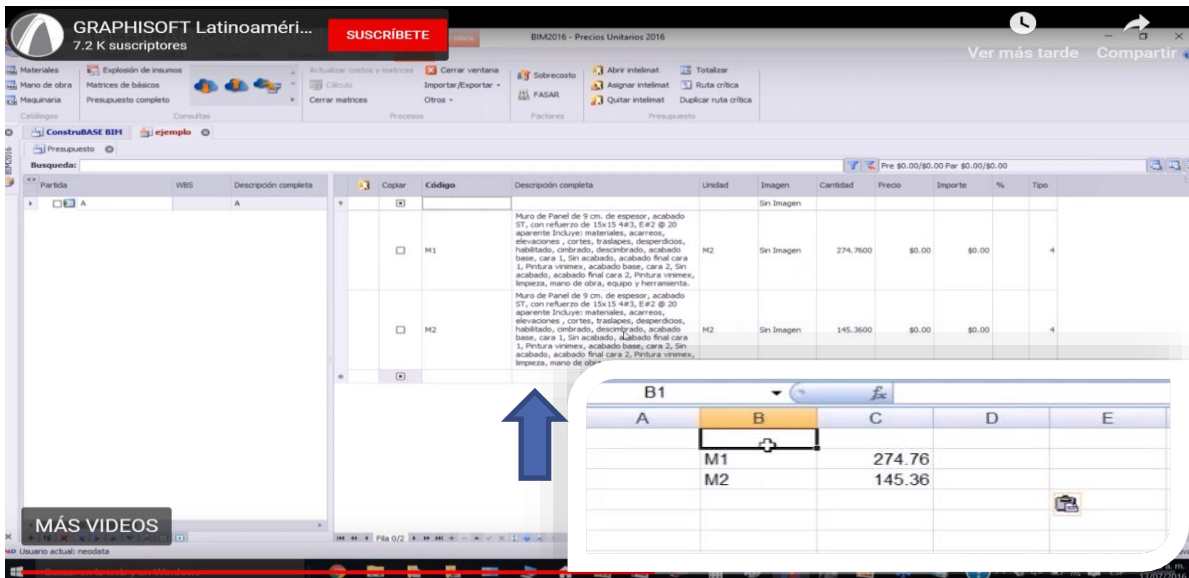 GRAPHISOFT Latinoaméri...
7.2 K suscriptores
SUSCRÍBETE
BIM2016 - Precios Unitarios 2016
Ver más tarde
Compartir
Materiales
Mano de obra
Maquinaria
Catálogos
Explosión de insumos
Matrices de básicos
Presupuesto completo
Consultas
Actualizar costos y matrices
Cálculo
Cerrar matrices
Cerrar ventana
Importar/Exportar
Otros
Procesos
Sobrecosto
FASAR
Factores
Abrir intelimat
Asignar intelimat
Quitar intelimat
Totalizar
Ruta crítica
Duplicar ruta crítica
Presupuesto
ConstruBASE BIM
ejemplo
BIM2016
Presupuesto
Busqueda:
Pre $0.00/$0.00 Par $0.00/$0.00
Partida WBS Descripción completa
A A
Copiar Código Descripción completa Unidad Imagen Cantidad Precio Importe % Tipo
Sin Imagen
Muro de Panel de 9 cm. de espesor, acabado
ST, con refuerzo de 15x15 4#3, E#2 @ 20
aparente Incluye: materiales, acarreos,
elevaciones , cortes, traslapes, desperdicios,
habilitado, cimbrado, descimbrado, acabado
base, cara 1, Sin acabado, acabado final cara
1, Pintura vinimex, acabado base, cara 2, Sin
acabado, acabado final cara 2, Pintura vinimex,
limpieza, mano de obra, equipo y herramienta.
M1 M2 Sin Imagen 274.7600 $0.00 $0.00 4
Muro de Panel de 9 cm. de espesor, acabado
ST, con refuerzo de 15x15 4#3, E#2 @ 20
aparente Incluye: materiales, acarreos,
elevaciones , cortes, traslapes, desperdicios,
habilitado, cimbrado, descimbrado, acabado
base, cara 1, Sin acabado, acabado final cara
1, Pintura vinimex, acabado base, cara 2, Sin
acabado, acabado final cara 2, Pintura vinimex,
limpieza, mano de
M2 M2 Sin Imagen 145.3600 $0.00 $0.00 4
B1 fx
A B C D E
M1 274.76
M2 145.36
MÁS VIDEOS
Fila 0/2
Usuario actual: neodata
a. m.
13/07/2016